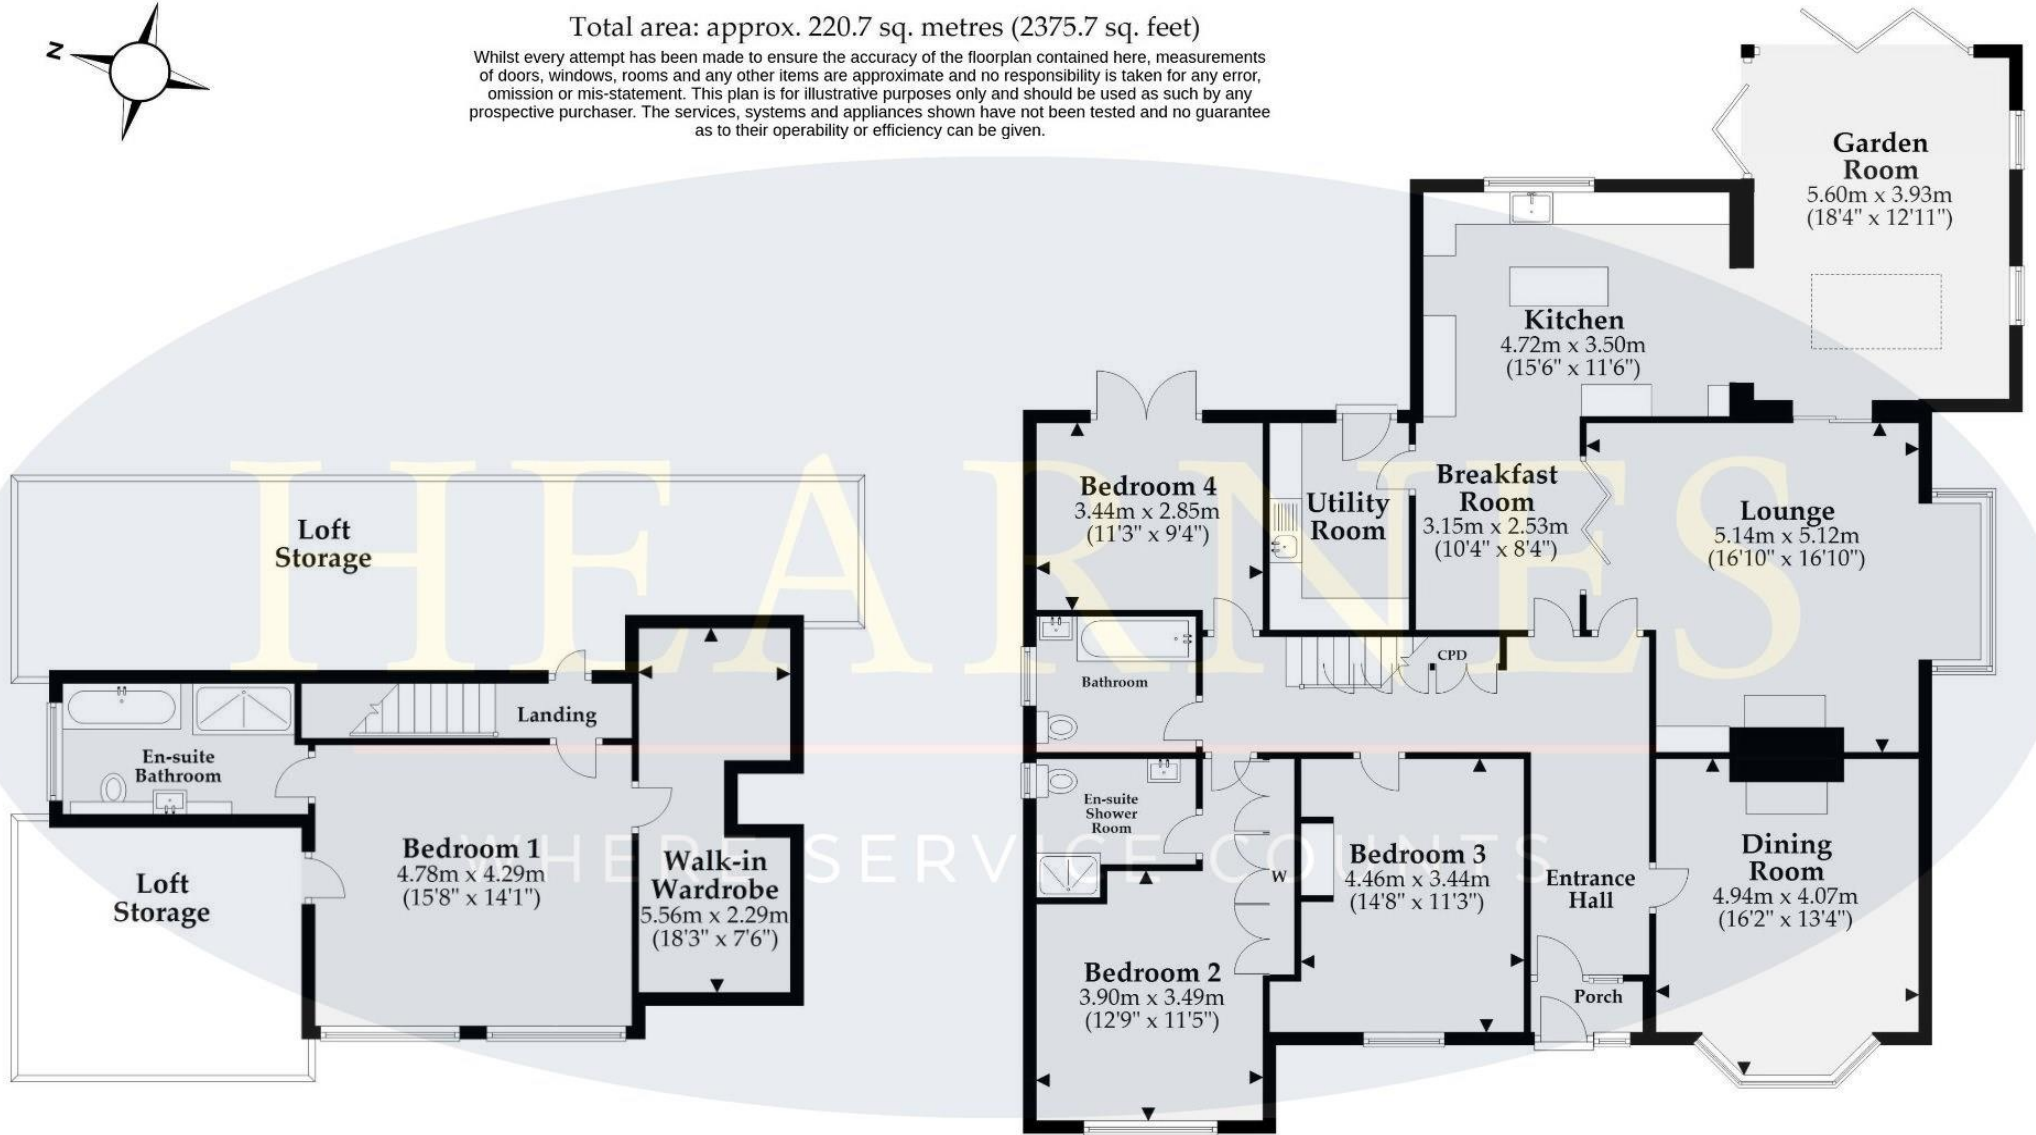 Total area: approx. 220.7 sq. metres (2375.7 sq. feet)
Whilst every attempt has been made to ensure the accuracy of the floorplan contained here, measurements
of doors, windows, rooms and any other items are approximate and no responsibility is taken for any error,
omission or mis-statement. This plan is for illustrative purposes only and should be used as such by any
prospective purchaser. The services, systems and appliances shown have not been tested and no guarantee
as to their operability or efficiency can be given.
N
Garden
Room
5.60m x 3.93m
(18'4" x 12'11")
Kitchen
4.72m x 3.50m
(15'6" x 11'6")
Bedroom 4
3.44m x 2.85m
(11'3" x 9'4")
Utility
Room
Breakfast
Room
3.15m x 2.53m
(10'4" x 8'4")
Lounge
5.14m x 5.12m
(16'10" x 16'10")
Loft
Storage
HEARNES
CPD
Bathroom
Landing
En-suite
Bathroom
En-suite
Shower
Room
Bedroom 1
4.78m x 4.29m
(15'8" x 14'1")
WHERE SERVICE COUNTS
Walk-in
Wardrobe
5.56m x 2.29m
(18'3" x 7'6")
Loft
Storage
W
Bedroom 3
4.46m x 3.44m
(14'8" x 11'3")
Entrance
Hall
Dining
Room
4.94m x 4.07m
(16'2" x 13'4")
Bedroom 2
3.90m x 3.49m
(12'9" x 11'5")
Porch